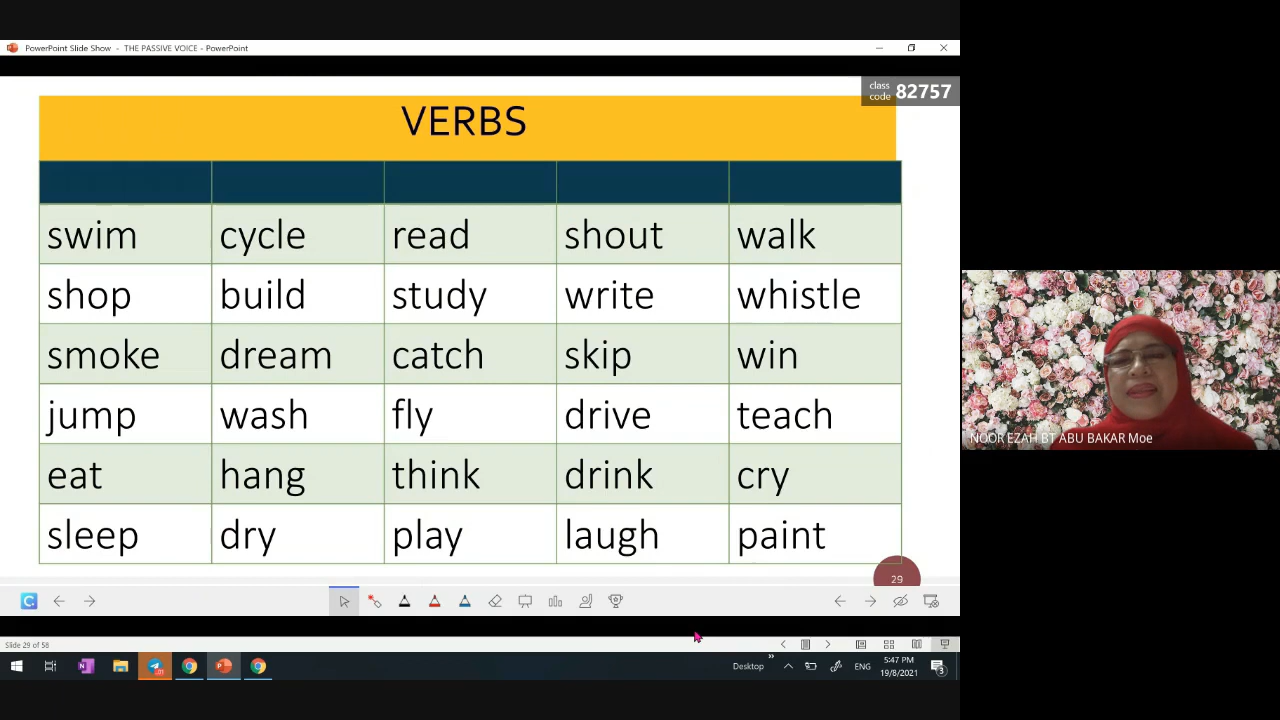 PowerPoint Slide Show - THE PASSIVE VOICE - PowerPoint
class code 82757
VERBS
swim cycle read shout walk
shop build study write whistle
smoke dream catch skip win
jump wash fly drive teach
eat hang think drink cry
sleep dry play laugh paint
29
NOOR EZAH BT ABU BAKAR Moe
Slide 29 of 58
Desktop
ENG
5:47 PM
19/8/2021
3